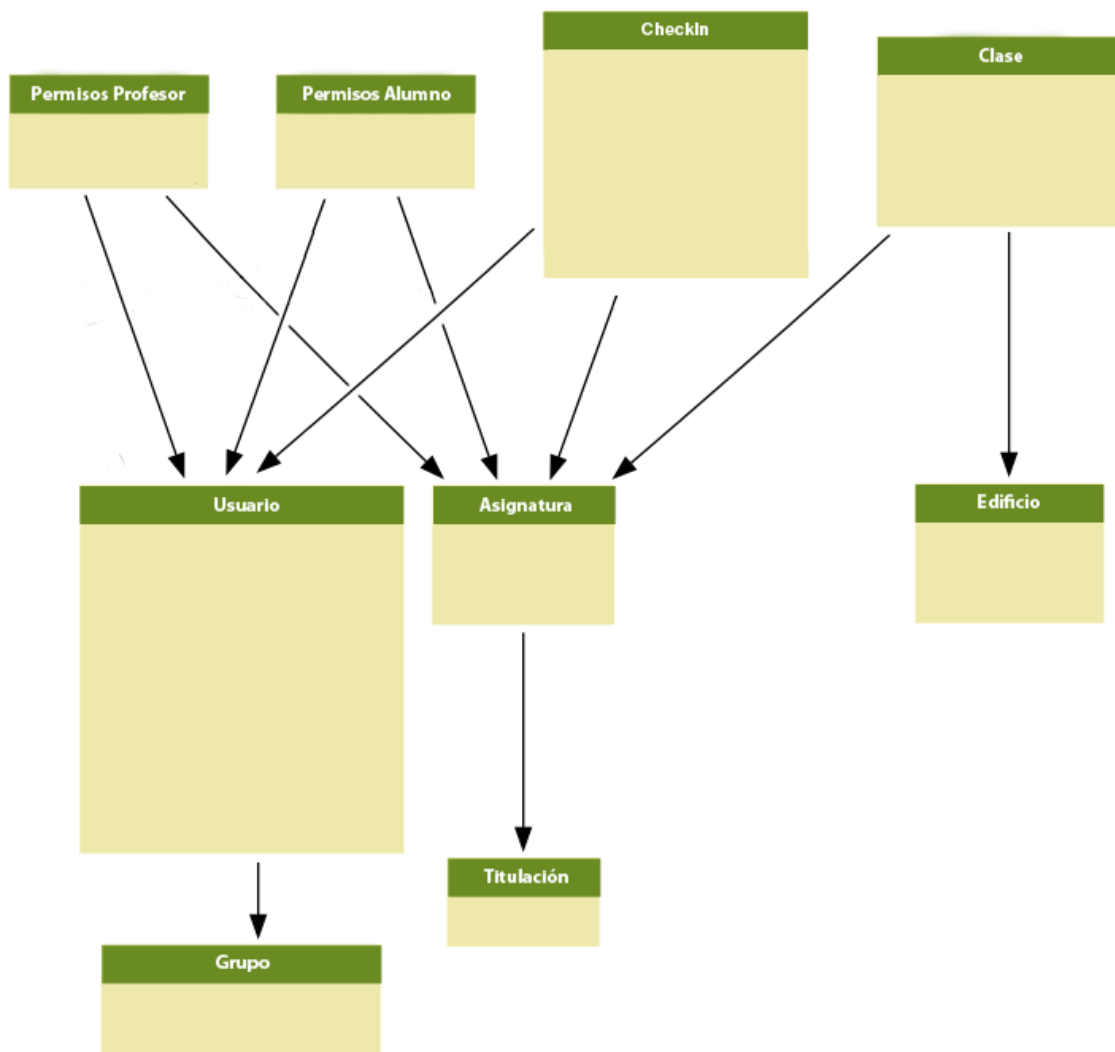 CheckIn
Clase
Permisos Profesor
Permisos Alumno
Usuario
Asignatura
Edificio
Titulación
Grupo